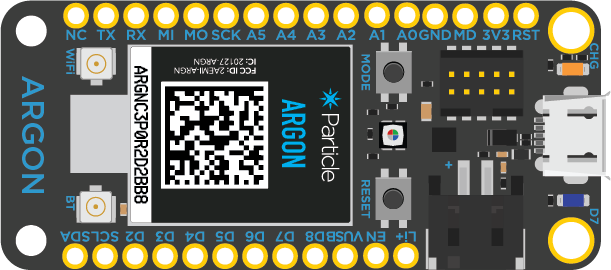 NC TX RX MI MO SCK A5 A4 A3 A2 A1 A0 GND MD 3V3 RST
WiFi
ARGON
BT
ARGNC3P0R2D2BB8
FCC ID: 2AEMI-ARGN
IC: 20127-ARGN
Particle
ARGON
MODE
RESET
CHG
+
D7
SDA SCL D2 D3 D4 D5 D6 D7 D8 VUSB EN Li+